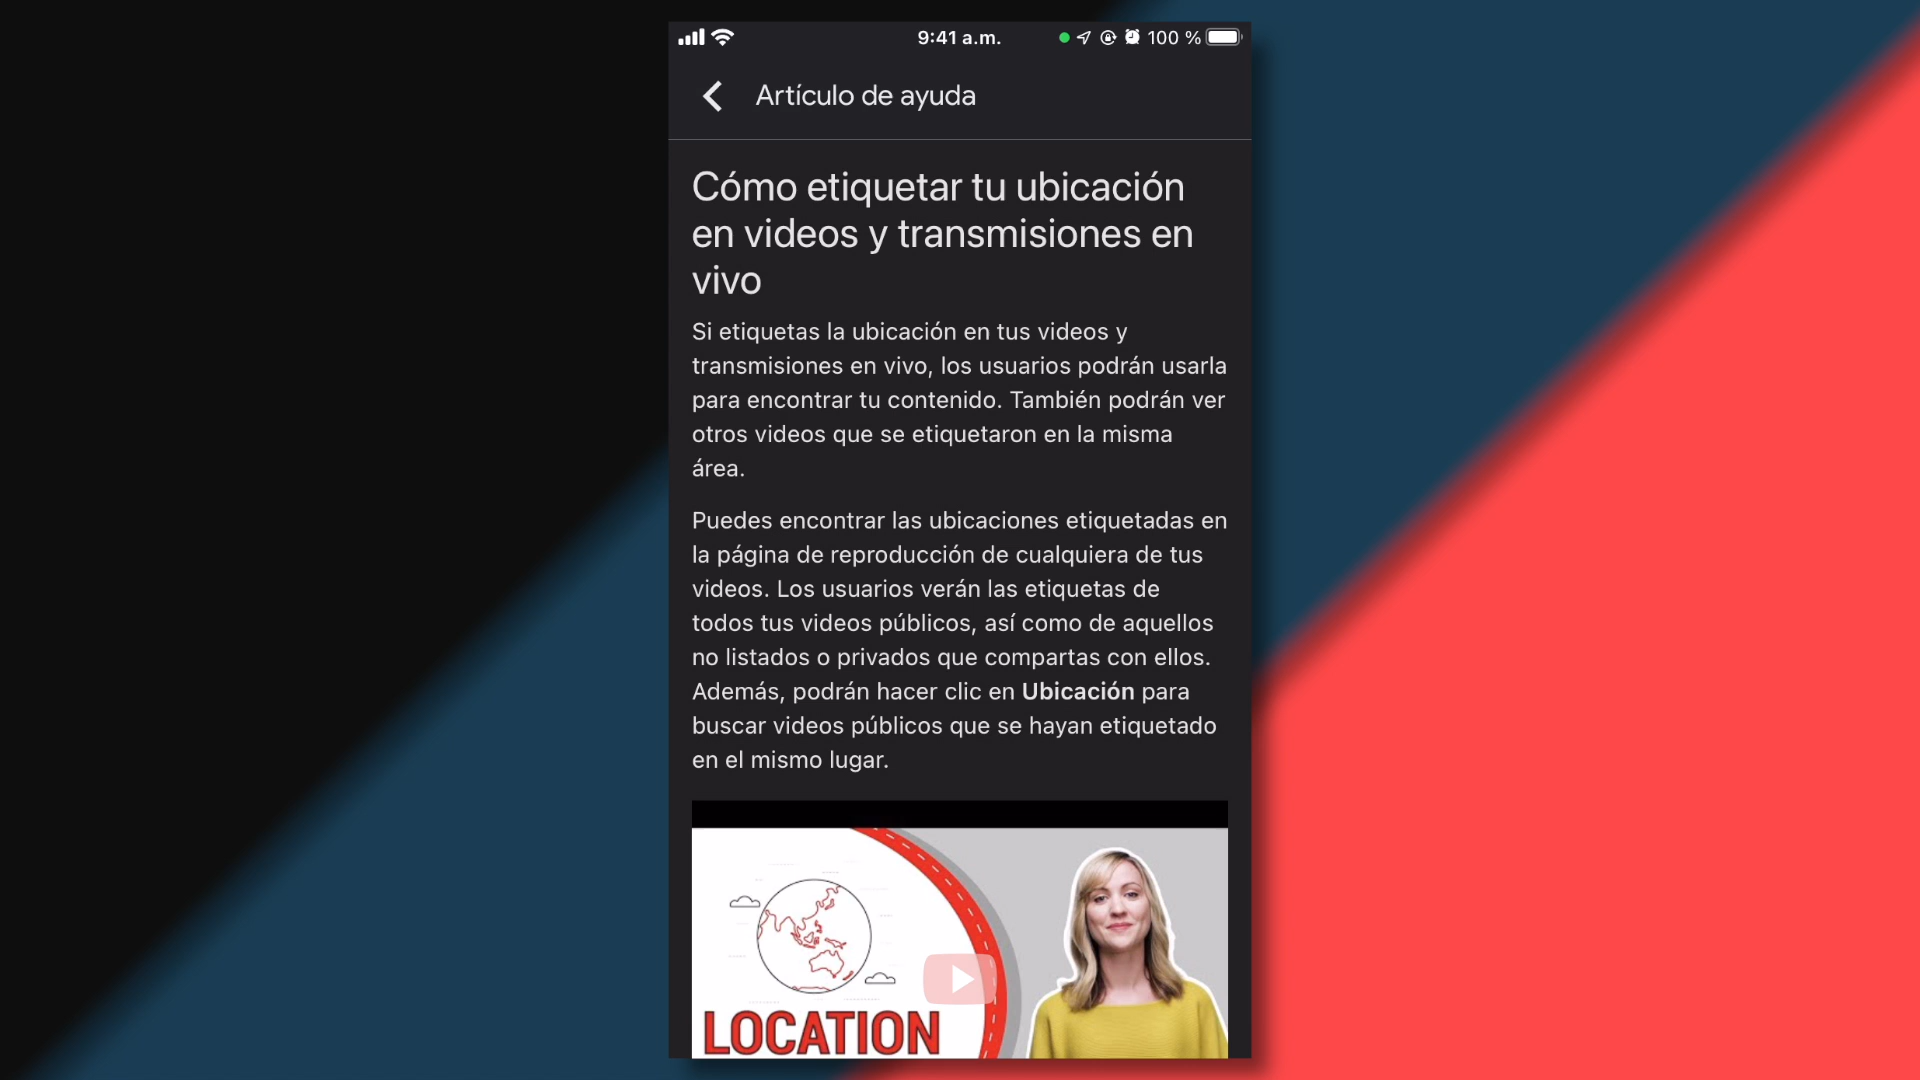 9:41 a.m.
100 %
Artículo de ayuda
Cómo etiquetar tu ubicación
en videos y transmisiones en
vivo
Si etiquetas la ubicación en tus videos y
transmisiones en vivo, los usuarios podrán usarla
para encontrar tu contenido. También podrán ver
otros videos que se etiquetaron en la misma
área.
Puedes encontrar las ubicaciones etiquetadas en
la página de reproducción de cualquiera de tus
videos. Los usuarios verán las etiquetas de
todos tus videos públicos, así como de aquellos
no listados o privados que compartas con ellos.
Además, podrán hacer clic en Ubicación para
buscar videos públicos que se hayan etiquetado
en el mismo lugar.
LOCATION